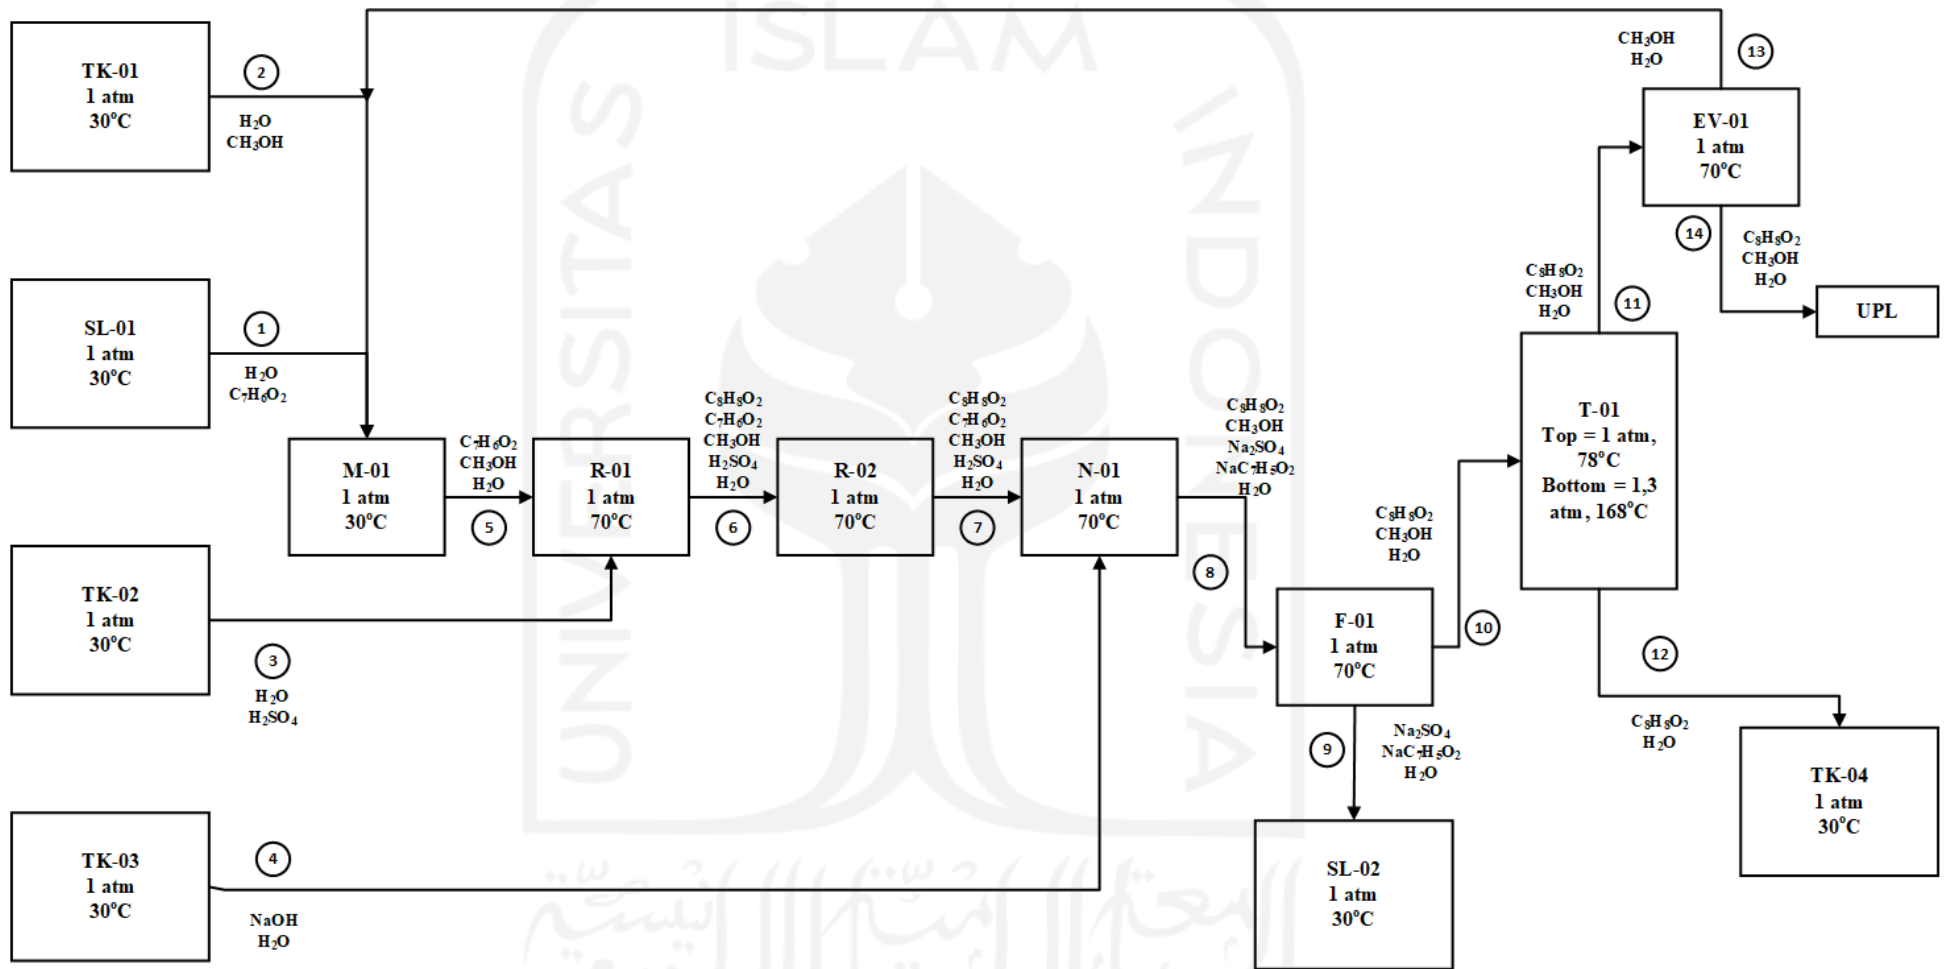 TK-01
1 atm
30°C
2
H₂O
CH₃OH
SL-01
1 atm
30°C
1
H₂O
C₇H₆O₂
TK-02
1 atm
30°C
3
H₂O
H₂SO₄
TK-03
1 atm
30°C
4
NaOH
H₂O
M-01
1 atm
30°C
C₇H₆O₂
CH₃OH
H₂O
5
R-01
1 atm
70°C
C₈H₈O₂
C₇H₆O₂
CH₃OH
H₂SO₄
H₂O
6
R-02
1 atm
70°C
C₈H₈O₂
C₇H₆O₂
CH₃OH
H₂SO₄
H₂O
7
N-01
1 atm
70°C
C₈H₈O₂
CH₃OH
Na₂SO₄
NaC₇H₅O₂
H₂O
8
F-01
1 atm
70°C
9
Na₂SO₄
NaC₇H₅O₂
H₂O
SL-02
1 atm
30°C
C₈H₈O₂
CH₃OH
H₂O
10
T-01
Top = 1 atm,
78°C
Bottom = 1,3
atm, 168°C
C₈H₈O₂
CH₃OH
H₂O
11
12
C₈H₈O₂
H₂O
TK-04
1 atm
30°C
EV-01
1 atm
70°C
CH₃OH
H₂O
13
14
C₈H₈O₂
CH₃OH
H₂O
UPL
UNIVERSITAS
ISLAM
INDONESIA